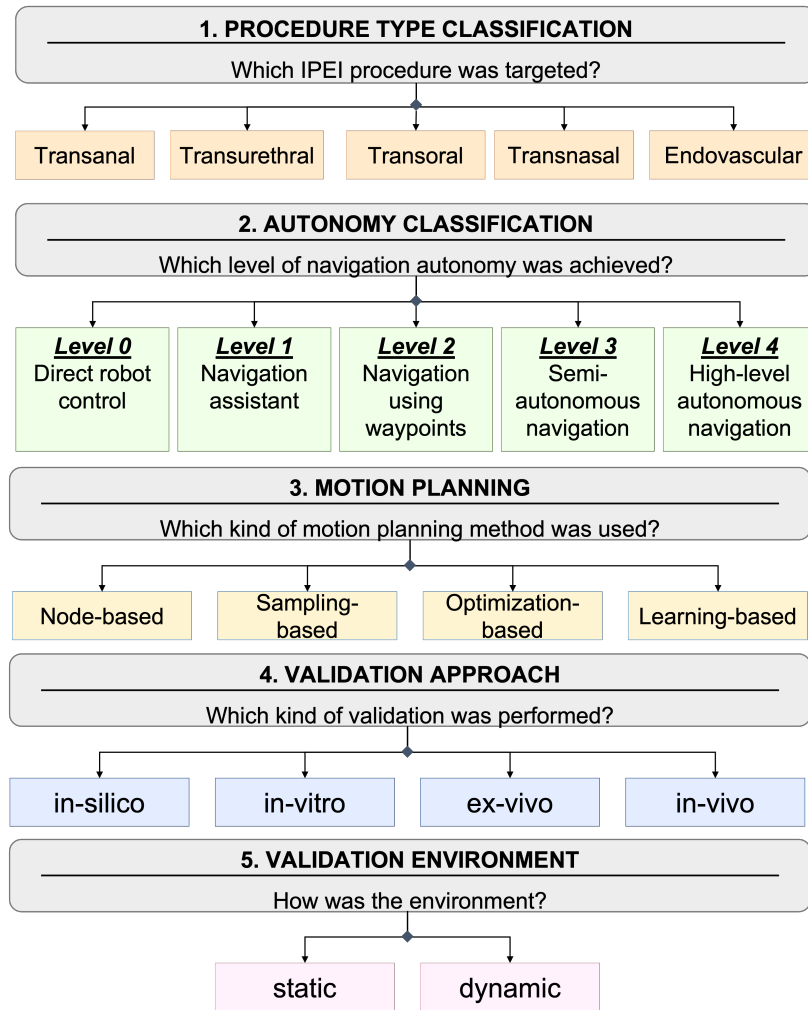 1. PROCEDURE TYPE CLASSIFICATION
Which IPEI procedure was targeted?
Transanal
Transurethral
Transoral
Transnasal
Endovascular
2. AUTONOMY CLASSIFICATION
Which level of navigation autonomy was achieved?
Level 0
Direct robot
control
Level 1
Navigation
assistant
Level 2
Navigation
using
waypoints
Level 3
Semi-
autonomous
navigation
Level 4
High-level
autonomous
navigation
3. MOTION PLANNING
Which kind of motion planning method was used?
Node-based
Sampling-
based
Optimization-
based
Learning-based
4. VALIDATION APPROACH
Which kind of validation was performed?
in-silico
in-vitro
ex-vivo
in-vivo
5. VALIDATION ENVIRONMENT
How was the environment?
static
dynamic